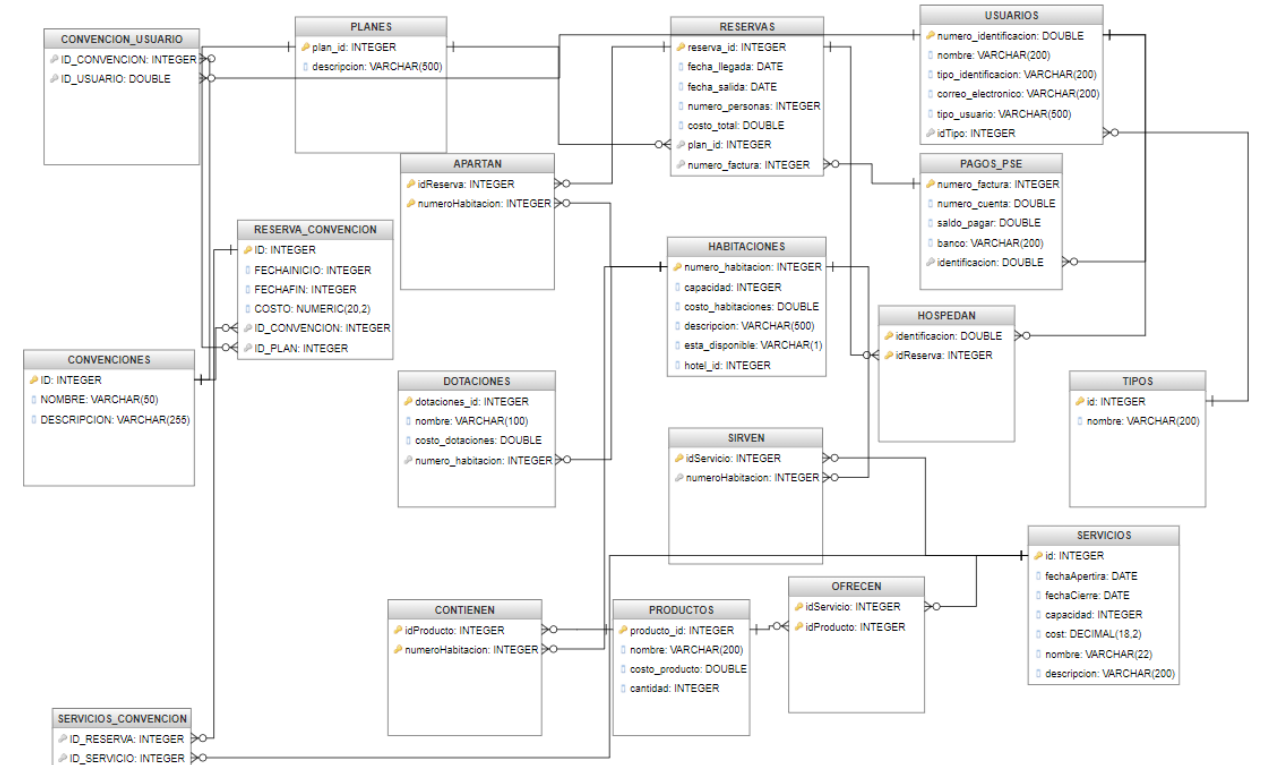 CONVENCION_USUARIO
ID_CONVENCION: INTEGER
ID_USUARIO: DOUBLE
PLANES
plan_id: INTEGER
descripcion: VARCHAR(500)
RESERVAS
reserva_id: INTEGER
fecha_llegada: DATE
fecha_salida: DATE
numero_personas: INTEGER
costo_total: DOUBLE
plan_id: INTEGER
numero_factura: INTEGER
USUARIOS
numero_identificacion: DOUBLE
nombre: VARCHAR(200)
tipo_identificacion: VARCHAR(200)
correo_electronico: VARCHAR(200)
tipo_usuario: VARCHAR(500)
idTipo: INTEGER
APARTAN
idReserva: INTEGER
numeroHabitacion: INTEGER
PAGOS_PSE
numero_factura: INTEGER
numero_cuenta: DOUBLE
saldo_pagar: DOUBLE
banco: VARCHAR(200)
identificacion: DOUBLE
RESERVA_CONVENCION
ID: INTEGER
FECHAINICIO: INTEGER
FECHAFIN: INTEGER
COSTO: NUMERIC(20,2)
ID_CONVENCION: INTEGER
ID_PLAN: INTEGER
HABITACIONES
numero_habitacion: INTEGER
capacidad: INTEGER
costo_habitaciones: DOUBLE
descripcion: VARCHAR(500)
esta_disponible: VARCHAR(1)
hotel_id: INTEGER
HOSPEDAN
identificacion: DOUBLE
idReserva: INTEGER
CONVENCIONES
ID: INTEGER
NOMBRE: VARCHAR(50)
DESCRIPCION: VARCHAR(255)
DOTACIONES
dotaciones_id: INTEGER
nombre: VARCHAR(100)
costo_dotaciones: DOUBLE
numero_habitacion: INTEGER
TIPOS
id: INTEGER
nombre: VARCHAR(200)
SIRVEN
idServicio: INTEGER
numeroHabitacion: INTEGER
SERVICIOS
id: INTEGER
fechaApertira: DATE
fechaCierre: DATE
capacidad: INTEGER
cost: DECIMAL(18,2)
nombre: VARCHAR(22)
descripcion: VARCHAR(200)
OFRECEN
idServicio: INTEGER
idProducto: INTEGER
CONTIENEN
idProducto: INTEGER
numeroHabitacion: INTEGER
PRODUCTOS
producto_id: INTEGER
nombre: VARCHAR(200)
costo_producto: DOUBLE
cantidad: INTEGER
SERVICIOS_CONVENCION
ID_RESERVA: INTEGER
ID_SERVICIO: INTEGER